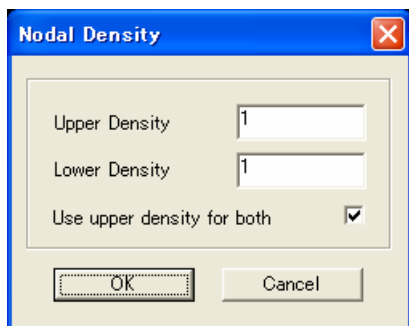 Nodal Density
Upper Density 1
Lower Density 1
Use upper density for both
OK Cancel